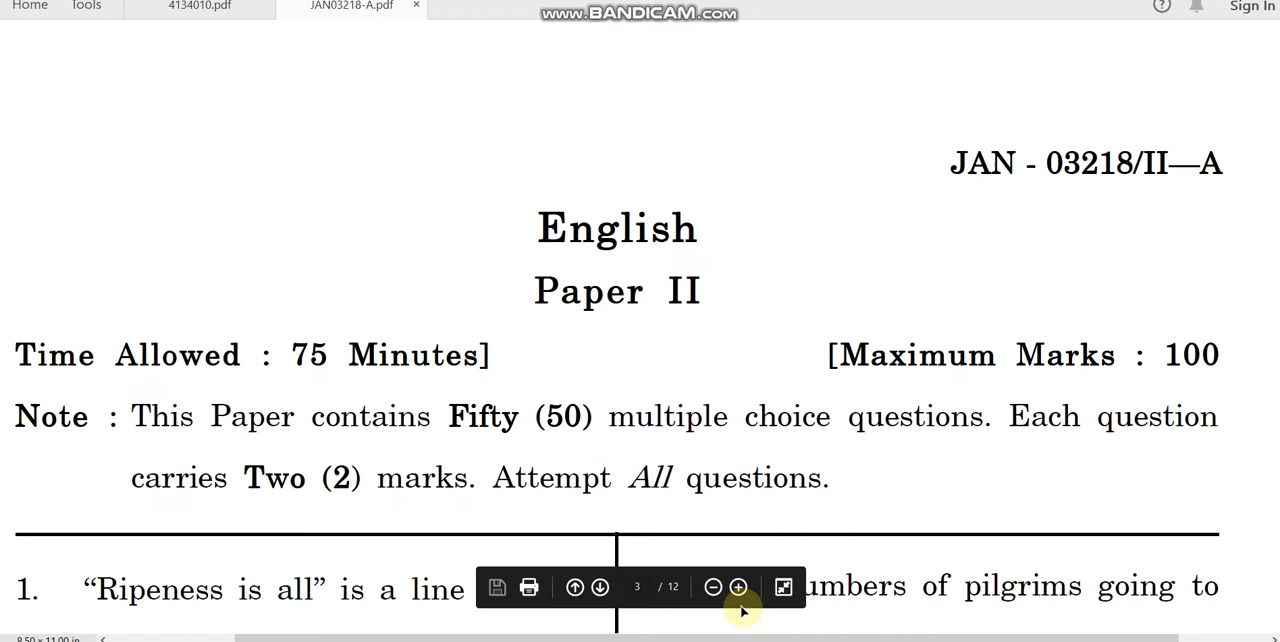 Home Tools 4134010.pdf JAN03218-A.pdf × Sign In
www.BANDICAM.com
JAN - 03218/II—A
English
Paper II
Time Allowed : 75 Minutes] [Maximum Marks : 100
Note : This Paper contains Fifty (50) multiple choice questions. Each question
carries Two (2) marks. Attempt All questions.
1. “Ripeness is all” is a line
umbers of pilgrims going to
3 / 12
8.50 x 11.00 in